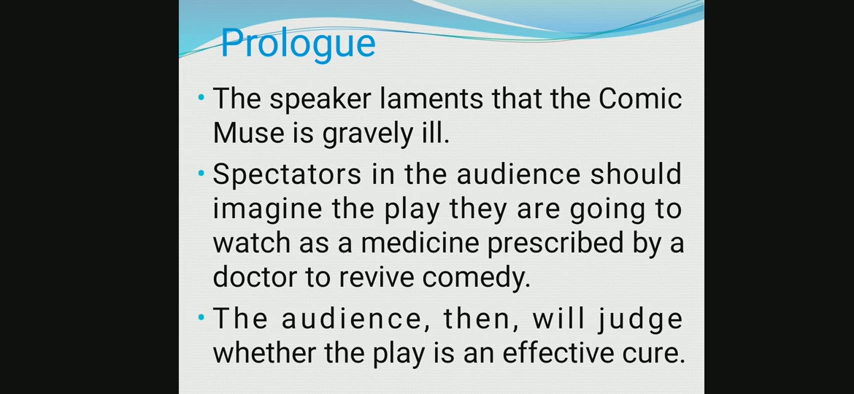 Prologue
• The speaker laments that the Comic
Muse is gravely ill.
• Spectators in the audience should
imagine the play they are going to
watch as a medicine prescribed by a
doctor to revive comedy.
• The audience, then, will judge
whether the play is an effective cure.